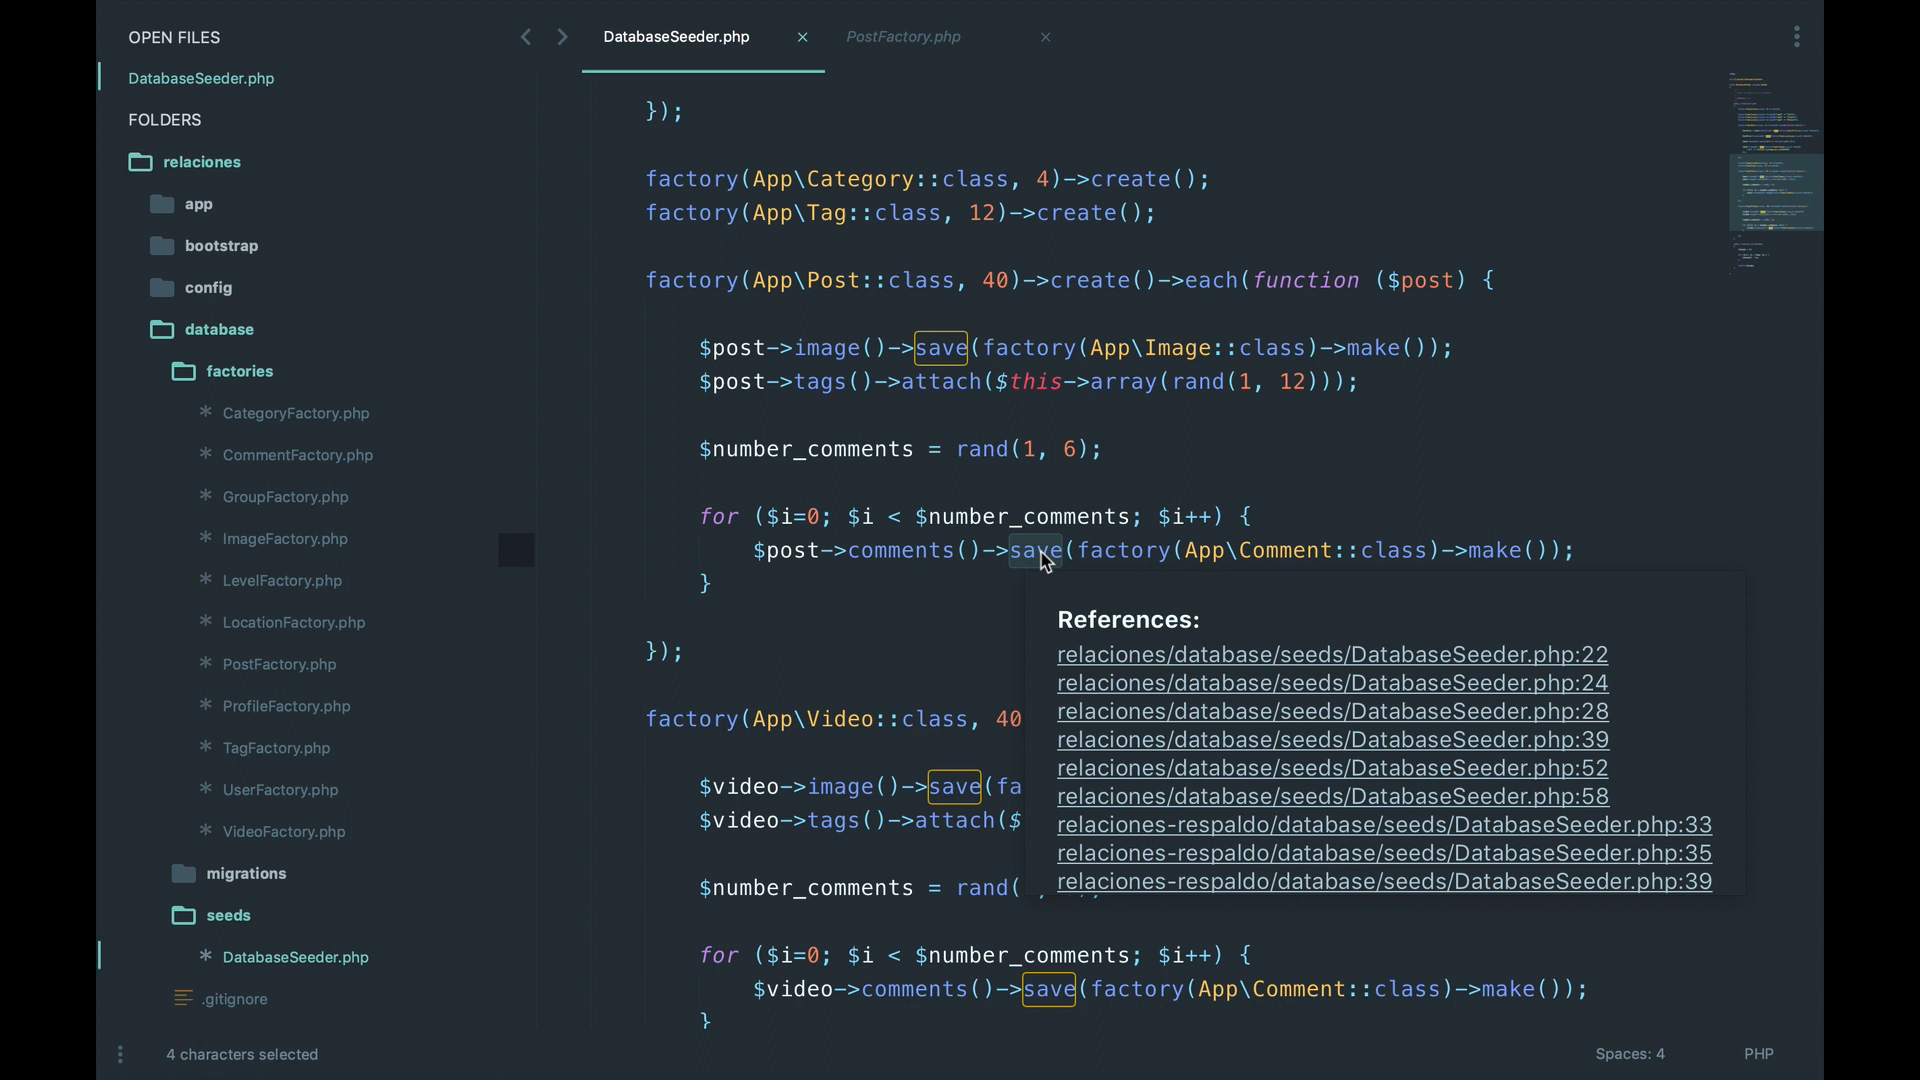 OPEN FILES
DatabaseSeeder.php
FOLDERS
relaciones
app
bootstrap
config
database
factories
CategoryFactory.php
CommentFactory.php
GroupFactory.php
ImageFactory.php
LevelFactory.php
LocationFactory.php
PostFactory.php
ProfileFactory.php
TagFactory.php
UserFactory.php
VideoFactory.php
migrations
seeds
DatabaseSeeder.php
.gitignore
DatabaseSeeder.php × PostFactory.php ×
});
factory(App\Category::class, 4)->create();
factory(App\Tag::class, 12)->create();
factory(App\Post::class, 40)->create()->each(function ($post) {
$post->image()->save(factory(App\Image::class)->make());
$post->tags()->attach($this->array(rand(1, 12)));
$number_comments = rand(1, 6);
for ($i=0; $i < $number_comments; $i++) {
$post->comments()->save(factory(App\Comment::class)->make());
}
});
factory(App\Video::class, 40
$video->image()->save(fa
$video->tags()->attach($
$number_comments = rand(
for ($i=0; $i < $number_comments; $i++) {
$video->comments()->save(factory(App\Comment::class)->make());
}
References:
relaciones/database/seeds/DatabaseSeeder.php:22
relaciones/database/seeds/DatabaseSeeder.php:24
relaciones/database/seeds/DatabaseSeeder.php:28
relaciones/database/seeds/DatabaseSeeder.php:39
relaciones/database/seeds/DatabaseSeeder.php:52
relaciones/database/seeds/DatabaseSeeder.php:58
relaciones-respaldo/database/seeds/DatabaseSeeder.php:33
relaciones-respaldo/database/seeds/DatabaseSeeder.php:35
relaciones-respaldo/database/seeds/DatabaseSeeder.php:39
4 characters selected
Spaces: 4
PHP